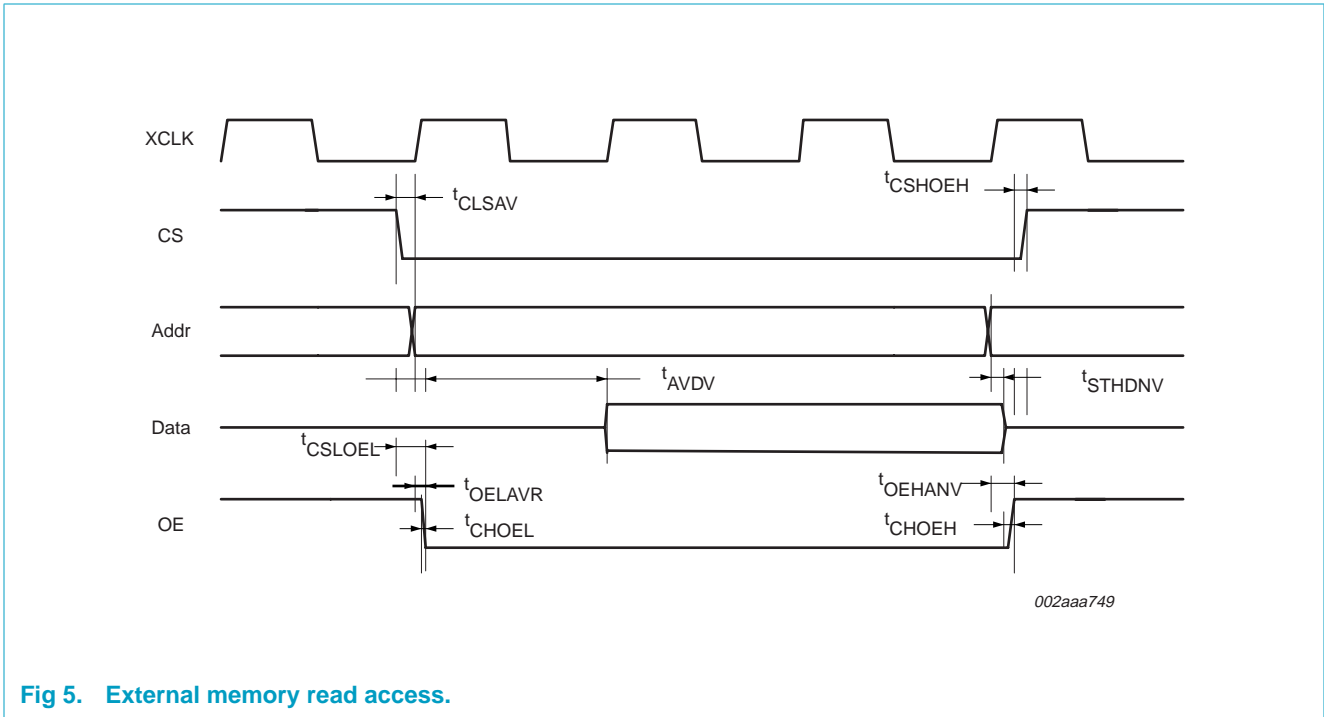 XCLK
tCSHOEH
tCLSAV
CS
Addr
tAVDV
tSTHDNV
Data
tCSLOEL
tOELAVR
tOEHANV
OE
tCHOEL
tCHOEH
002aaa749
Fig 5. External memory read access.